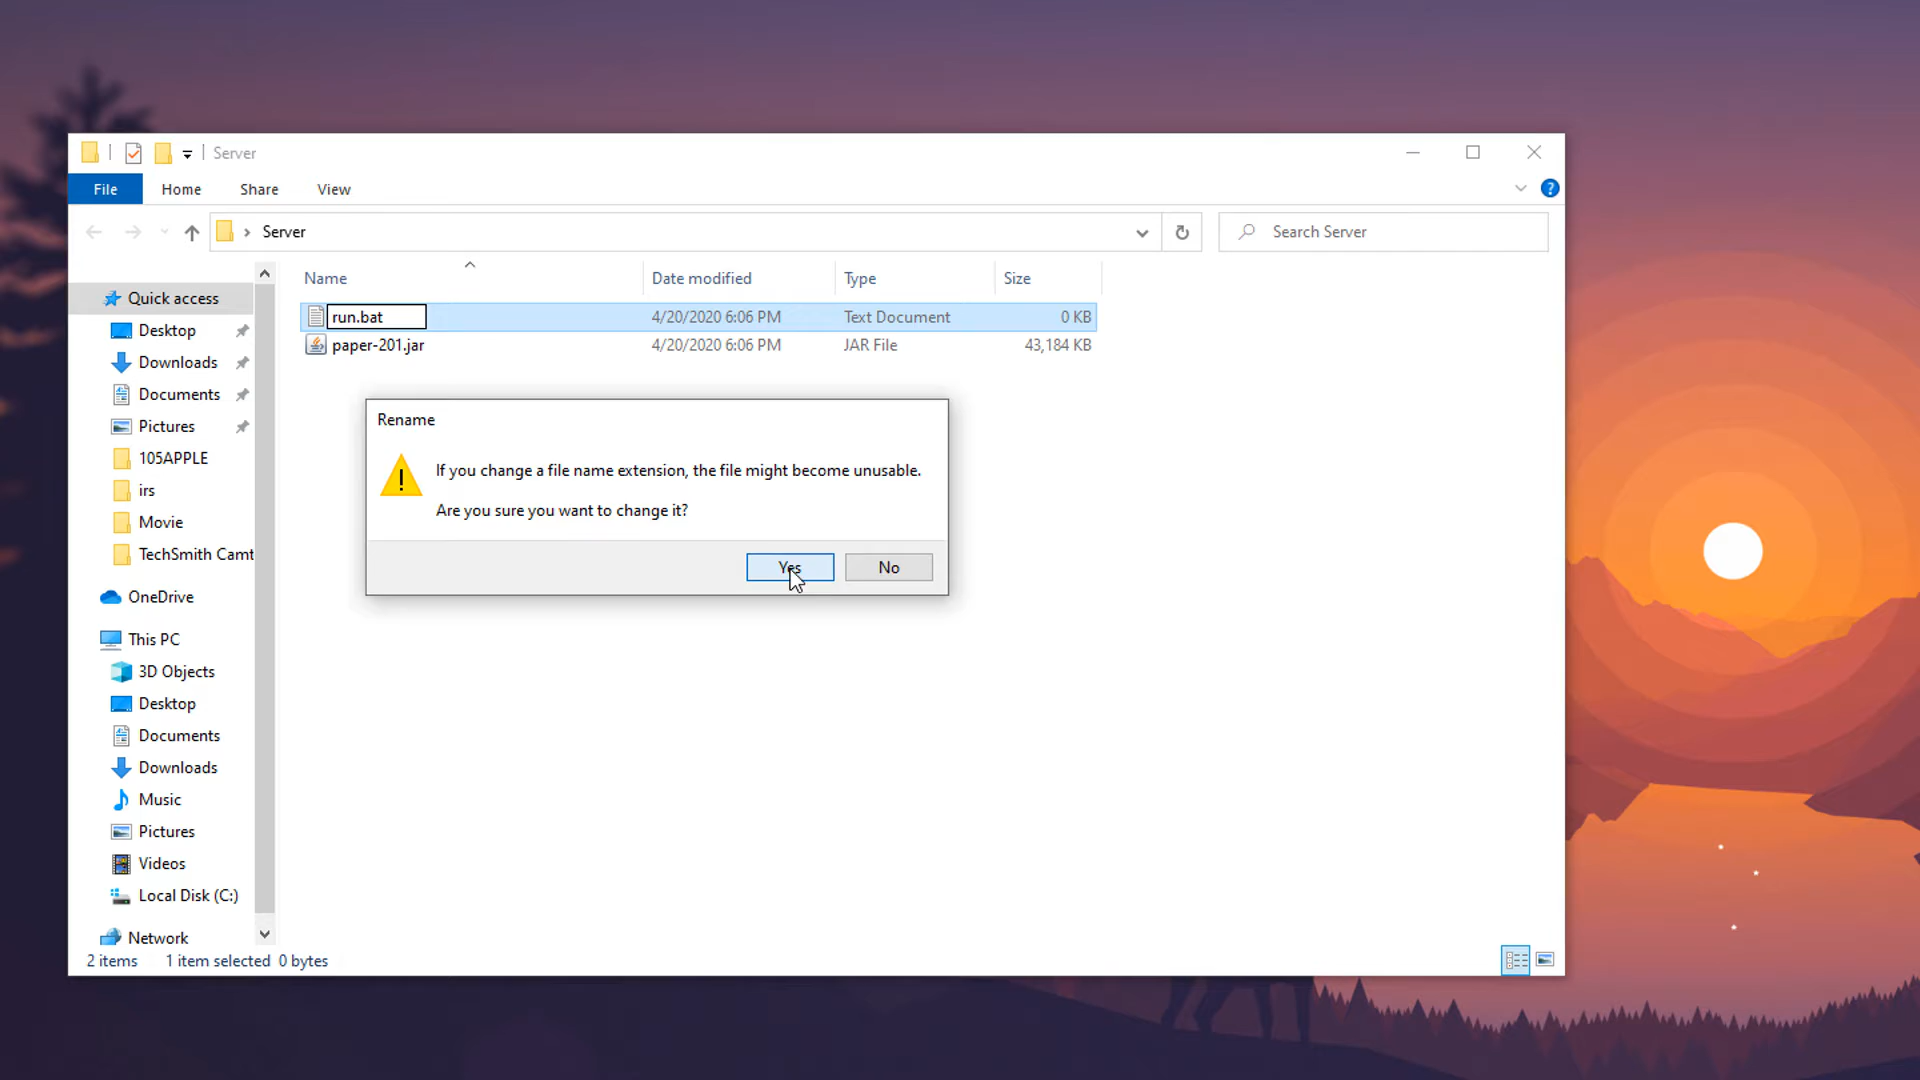 Server
File Home Share View
Server
Search Server
Name Date modified Type Size
run.bat 4/20/2020 6:06 PM Text Document 0 KB
paper-201.jar 4/20/2020 6:06 PM JAR File 43,184 KB
Quick access
Desktop
Downloads
Documents
Pictures
105APPLE
irs
Movie
TechSmith Camt
OneDrive
This PC
3D Objects
Desktop
Documents
Downloads
Music
Pictures
Videos
Local Disk (C:)
Network
Rename
If you change a file name extension, the file might become unusable.
Are you sure you want to change it?
Yes No
2 items 1 item selected 0 bytes